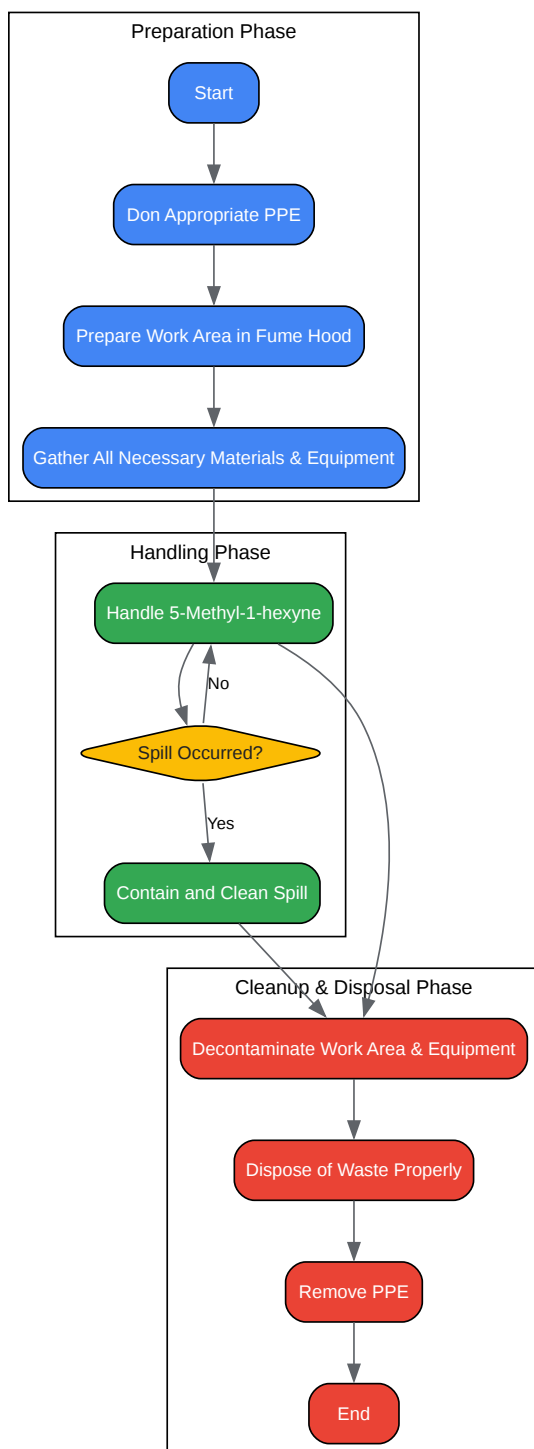 Preparation Phase
Start
Don Appropriate PPE
Prepare Work Area in Fume Hood
Gather All Necessary Materials & Equipment
Handling Phase
Handle 5-Methyl-1-hexyne
No
Spill Occurred?
Yes
Contain and Clean Spill
Cleanup & Disposal Phase
Decontaminate Work Area & Equipment
Dispose of Waste Properly
Remove PPE
End